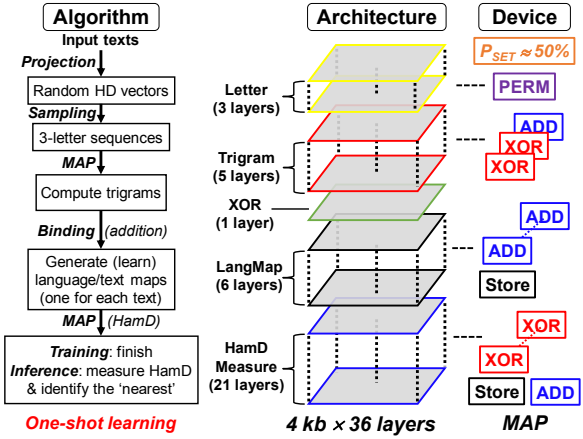 Algorithm
Input texts
Projection
Random HD vectors
Sampling
3-letter sequences
MAP
Compute trigrams
Binding (addition)
Generate (learn)
language/text maps
(one for each text)
MAP (HamD)
Training: finish
Inference: measure HamD
& identify the ‘nearest’
One-shot learning
Architecture
Letter
(3 layers)
Trigram
(5 layers)
XOR
(1 layer)
LangMap
(6 layers)
HamD
Measure
(21 layers)
4 kb × 36 layers
Device
PSET ≈ 50%
PERM
ADD
XOR
XOR
ADD
ADD
Store
XOR
XOR
Store ADD
MAP